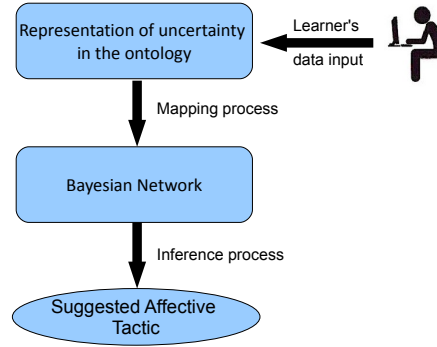 Representation of uncertainty
in the ontology
Learner's
data input
Mapping process
Bayesian Network
Inference process
Suggested Affective
Tactic